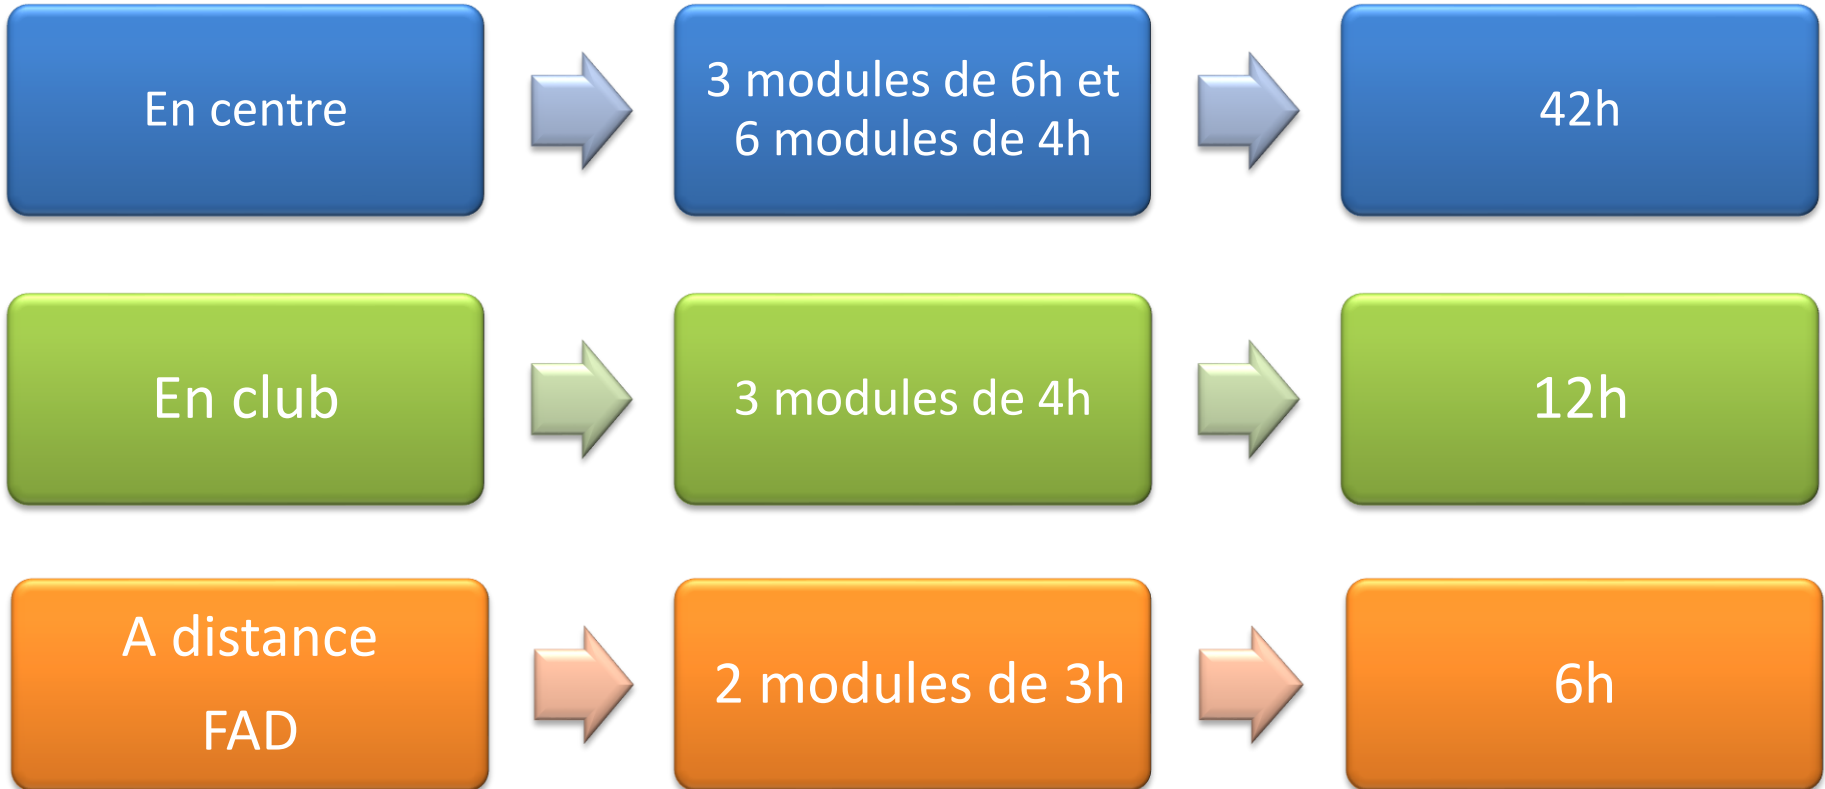 En centre
3 modules de 6h et
6 modules de 4h
42h
En club
3 modules de 4h
12h
A distance
FAD
2 modules de 3h
6h